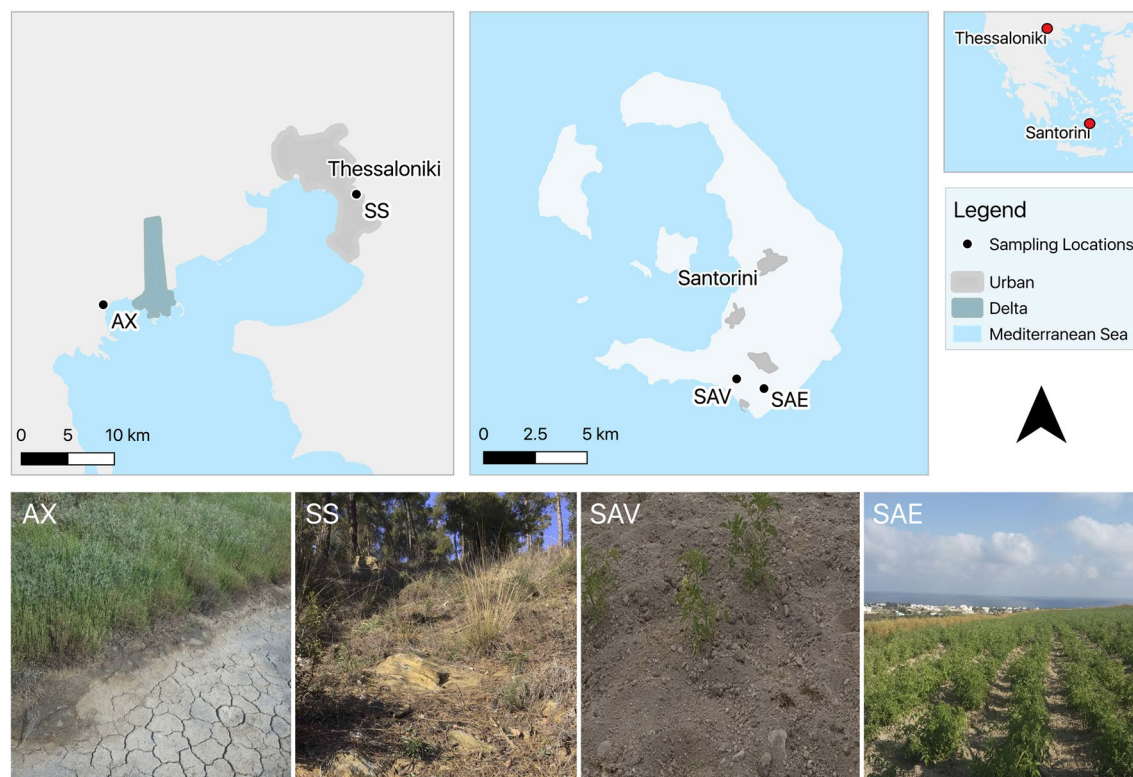 Thessaloniki
SS
AX
0 5 10 km
Santorini
SAV
SAE
0 2.5 5 km
Thessaloniki
Santorini
Legend
Sampling Locations
Urban
Delta
Mediterranean Sea
AX
SS
SAV
SAE